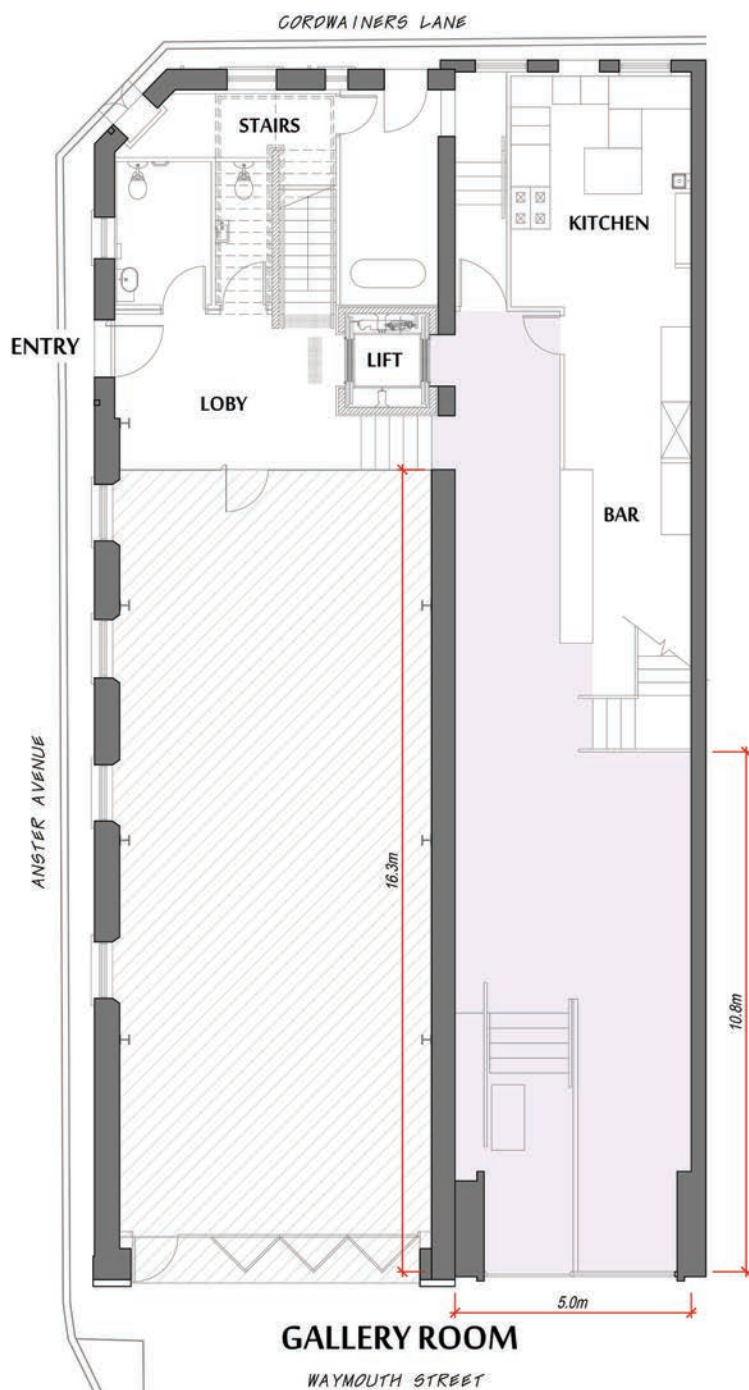 CORDWAINERS LANE
STAIRS
KITCHEN
ENTRY
LIFT
LOBY
BAR
ANSTER AVENUE
16.3m
10.8m
5.0m
GALLERY ROOM
WAYMOUTH STREET